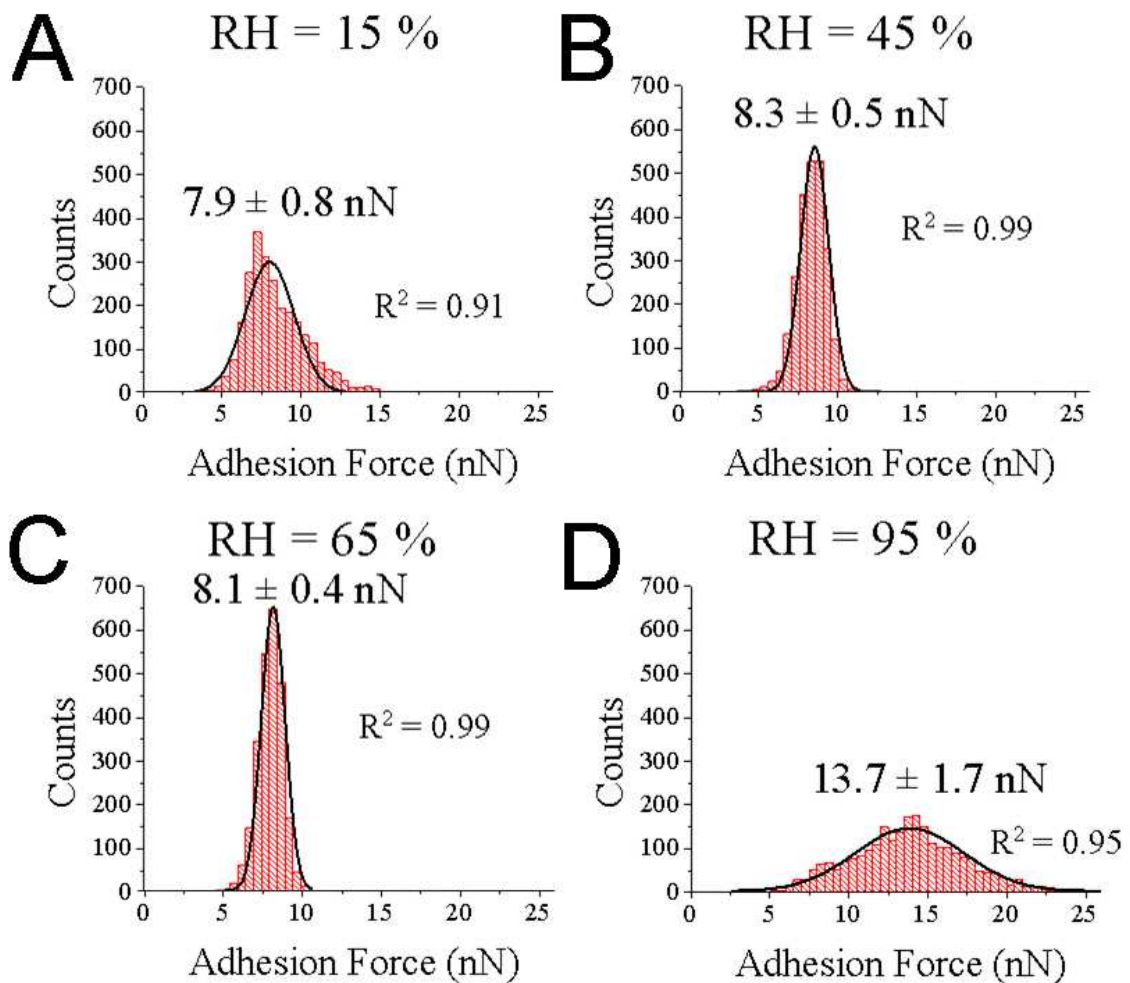 A
RH = 15 %
700
600
500
400
300
200
100
0
Counts
7.9 ± 0.8 nN
R² = 0.91
0 5 10 15 20 25
Adhesion Force (nN)
B
RH = 45 %
700
600
500
400
300
200
100
0
Counts
8.3 ± 0.5 nN
R² = 0.99
0 5 10 15 20 25
Adhesion Force (nN)
C
RH = 65 %
700
600
500
400
300
200
100
0
Counts
8.1 ± 0.4 nN
R² = 0.99
0 5 10 15 20 25
Adhesion Force (nN)
D
RH = 95 %
700
600
500
400
300
200
100
0
Counts
13.7 ± 1.7 nN
R² = 0.95
0 5 10 15 20 25
Adhesion Force (nN)